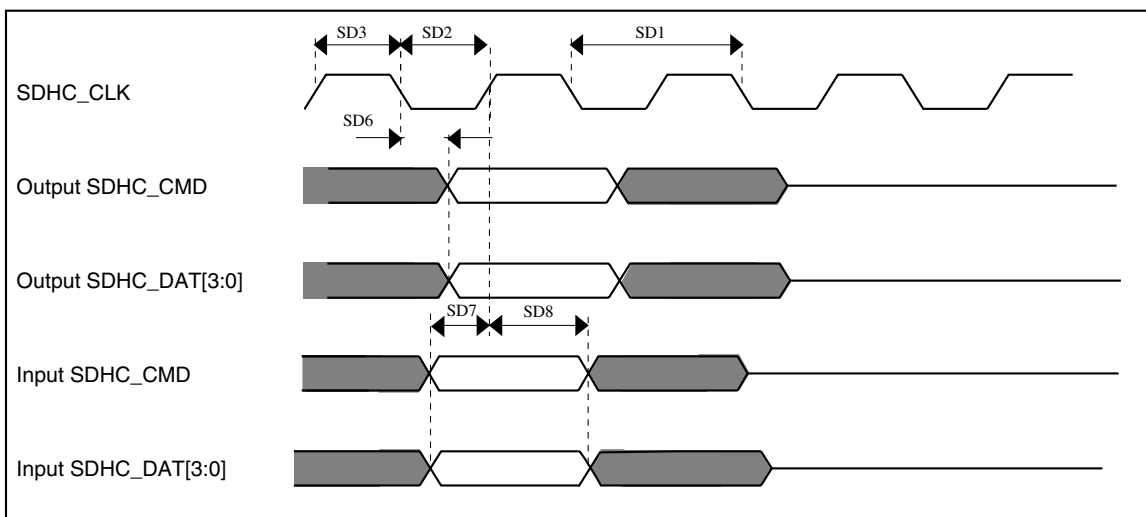 SD3 SD2 SD1
SDHC_CLK
SD6
Output SDHC_CMD
Output SDHC_DAT[3:0]
SD7 SD8
Input SDHC_CMD
Input SDHC_DAT[3:0]